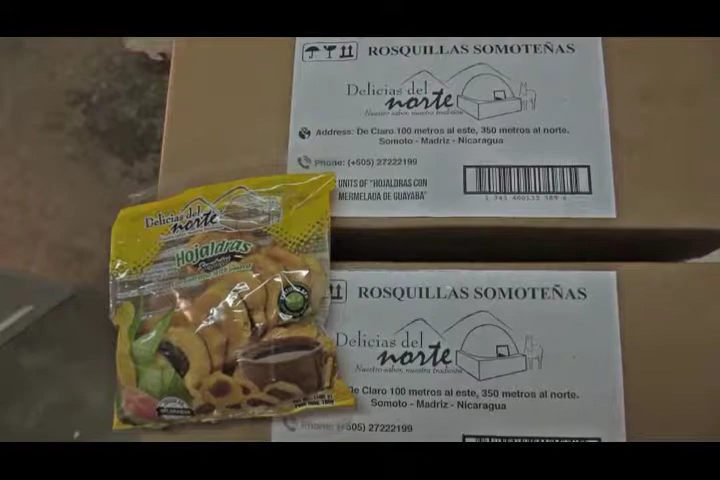 ROSQUILLAS SOMOTEÑAS
Delicias del
norte
Nuestro sabor, nuestra tradición
Address: De Claro 100 metros al este, 350 metros al norte.
Somoto - Madriz - Nicaragua
Phone: (+505) 27222199
UNITS OF "HOJALDRAS CON
MERMELADA DE GUAYABA"
Delicias del
norte
Hojaldras
Somoteñas
ROSQUILLAS SOMOTEÑAS
Delicias del
norte
Nuestro sabor, nuestra tradición
De Claro 100 metros al este, 350 metros al norte.
Somoto - Madriz - Nicaragua
Phone: (+505) 27222199